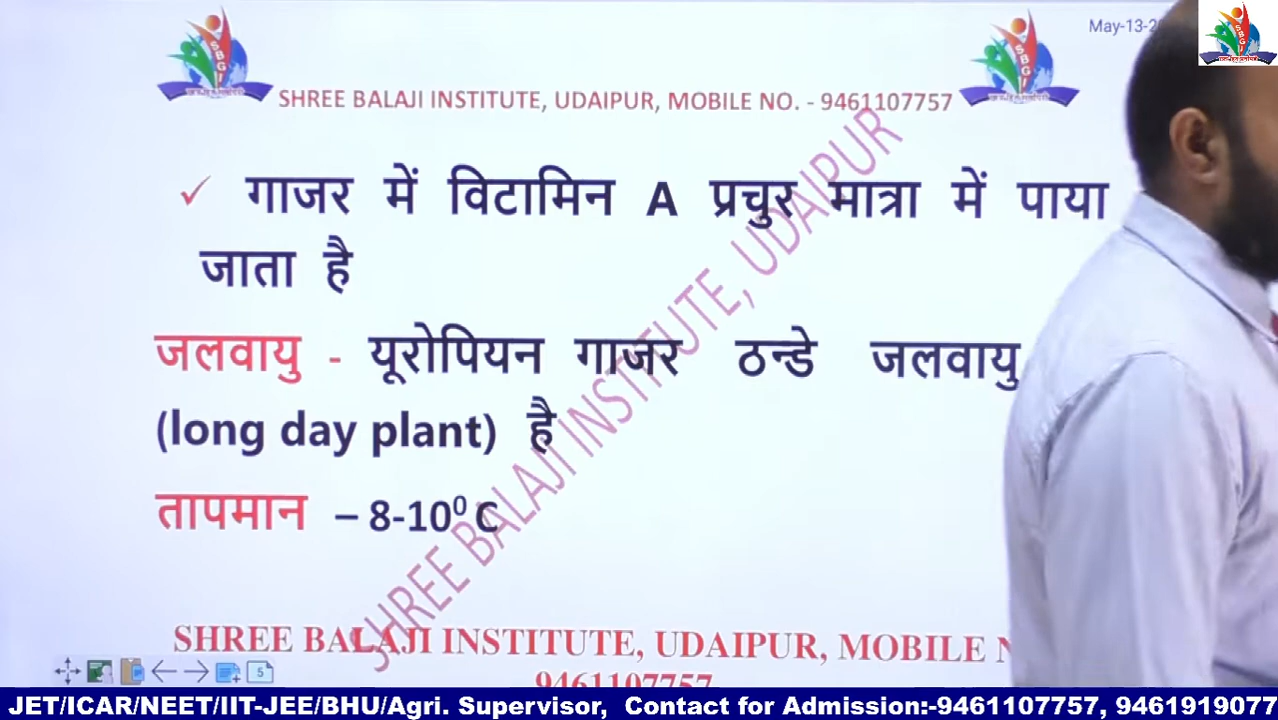 May-13-2
SHREE BALAJI INSTITUTE, UDAIPUR, MOBILE NO. - 9461107757
✓ गाजर में विटामिन A प्रचुर मात्रा में पाया
जाता है
जलवायु - यूरोपियन गाजर ठन्डे जलवायु
(long day plant) है
तापमान – 8-10⁰ C
SHREE BALAJI INSTITUTE, UDAIPUR
SHREE BALAJI INSTITUTE, UDAIPUR, MOBILE N
9461107757
5
JET/ICAR/NEET/IIT-JEE/BHU/Agri. Supervisor, Contact for Admission:-9461107757, 9461919077